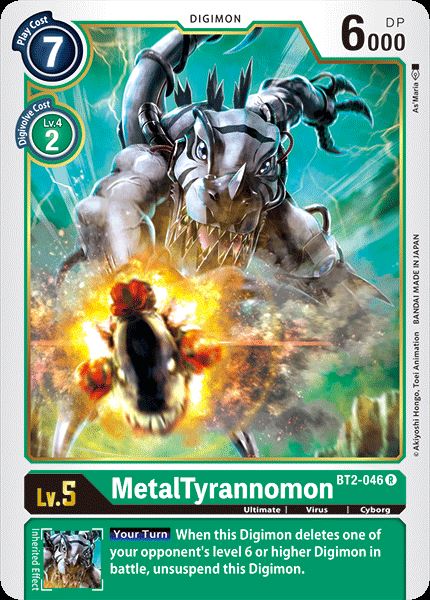 Play Cost
7
DIGIMON
DP
6000
Digivolve Cost
Lv.4
2
As'Maria
©Akiyoshi Hongo, Toei Animation BANDAI MADE IN JAPAN
BT2-046 R
Lv.5
MetalTyrannomon
Ultimate | Virus | Cyborg
Inherited Effect
Your Turn When this Digimon deletes one of
your opponent's level 6 or higher Digimon in
battle, unsuspend this Digimon.